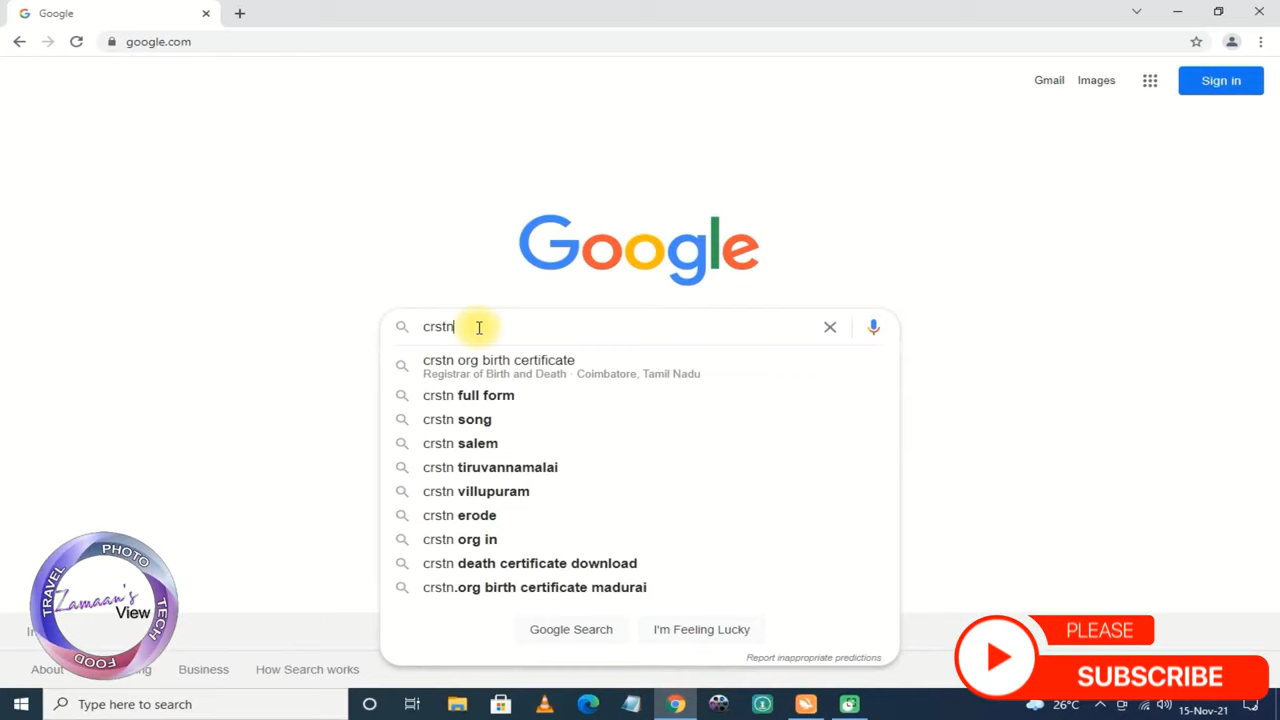 Google
google.com
Gmail
Images
Sign in
Google
crstn
crstn org birth certificate
Registrar of Birth and Death · Coimbatore, Tamil Nadu
crstn full form
crstn song
crstn salem
crstn tiruvannamalai
crstn villupuram
crstn erode
crstn org in
crstn death certificate download
crstn.org birth certificate madurai
Google Search
I'm Feeling Lucky
Report inappropriate predictions
About
Business
How Search works
TRAVEL
PHOTO
TECH
FOOD
Zamaan's
View
PLEASE
SUBSCRIBE
Type here to search
26°C
15-Nov-21